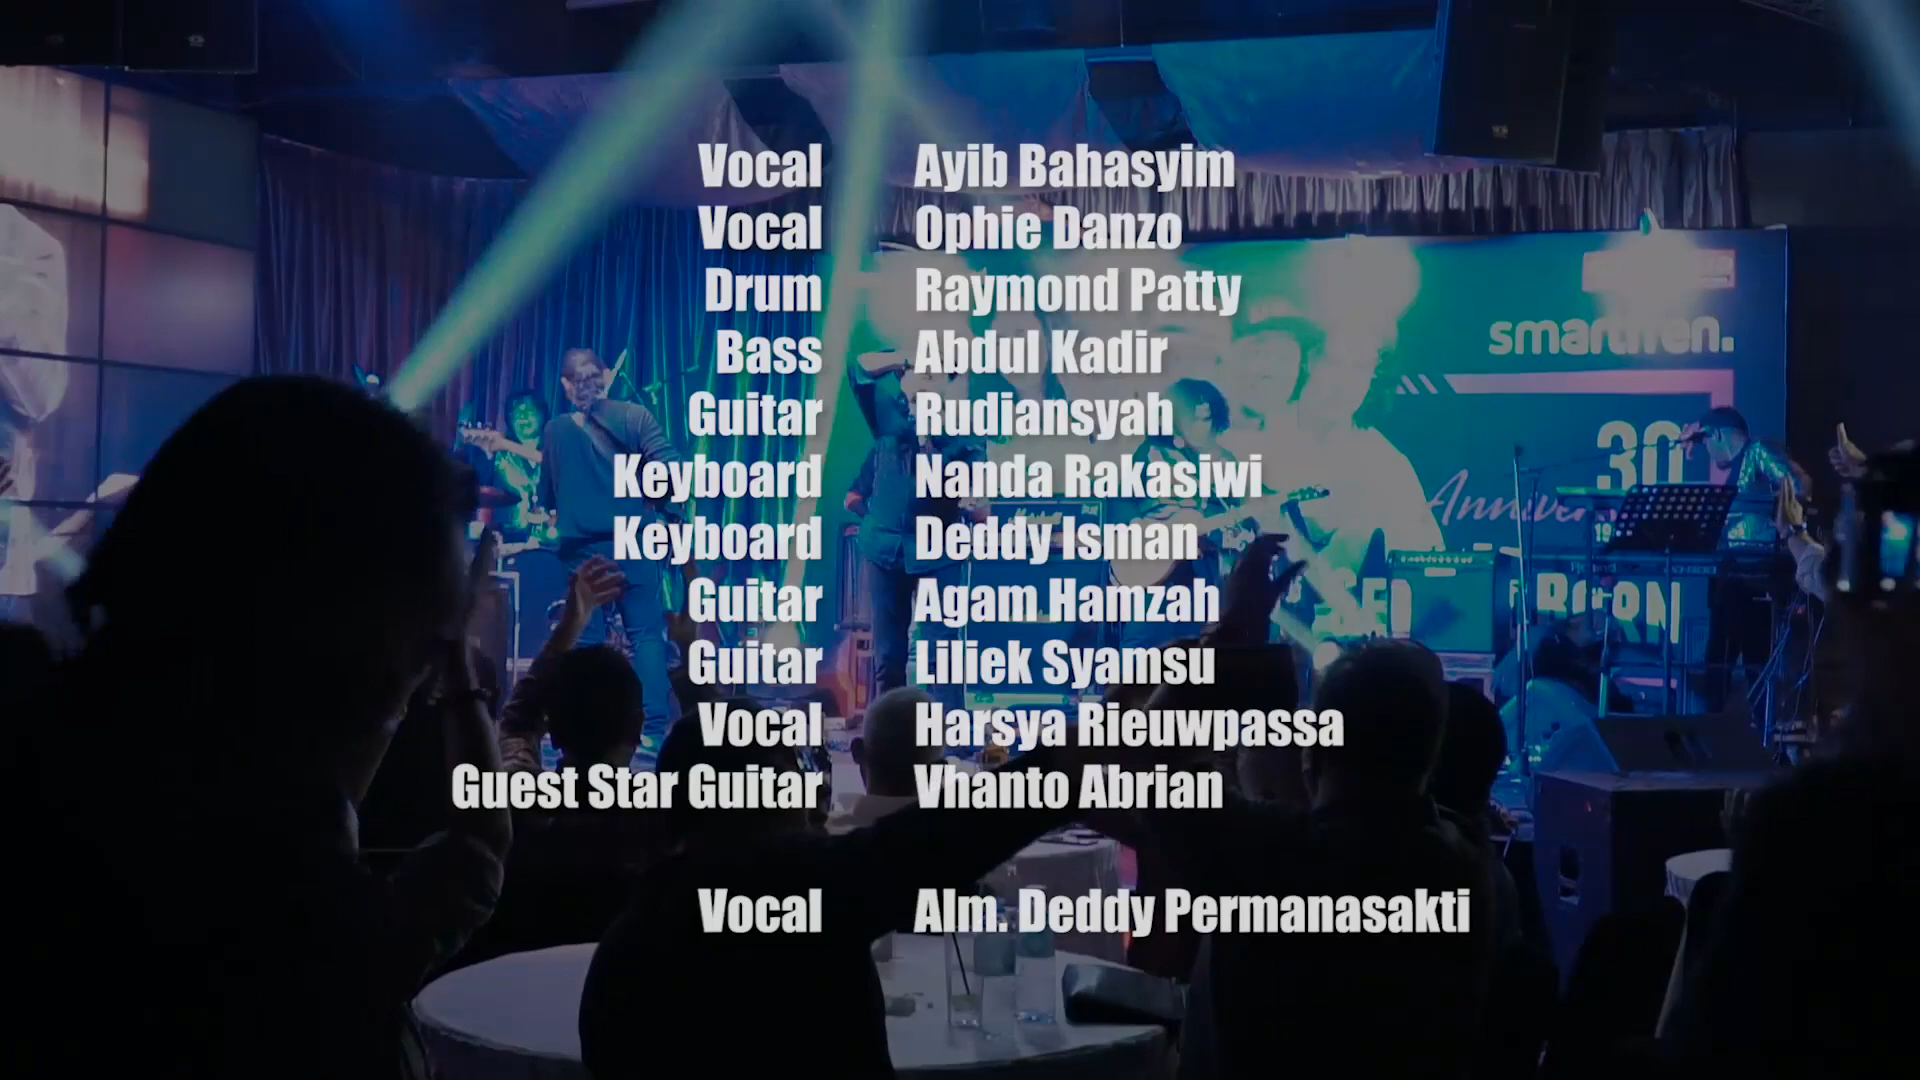 Vocal Ayib Bahasyim
Vocal Ophie Danzo
Drum Raymond Patty
Bass Abdul Kadir
Guitar Rudiansyah
Keyboard Nanda Rakasiwi
Keyboard Deddy Isman
Guitar Agam Hamzah
Guitar Liliek Syamsu
Vocal Harsya Rieuwpassa
Guest Star Guitar Vhanto Abrian
Vocal Alm. Deddy Permanasakti
smartfren.
30
Roland